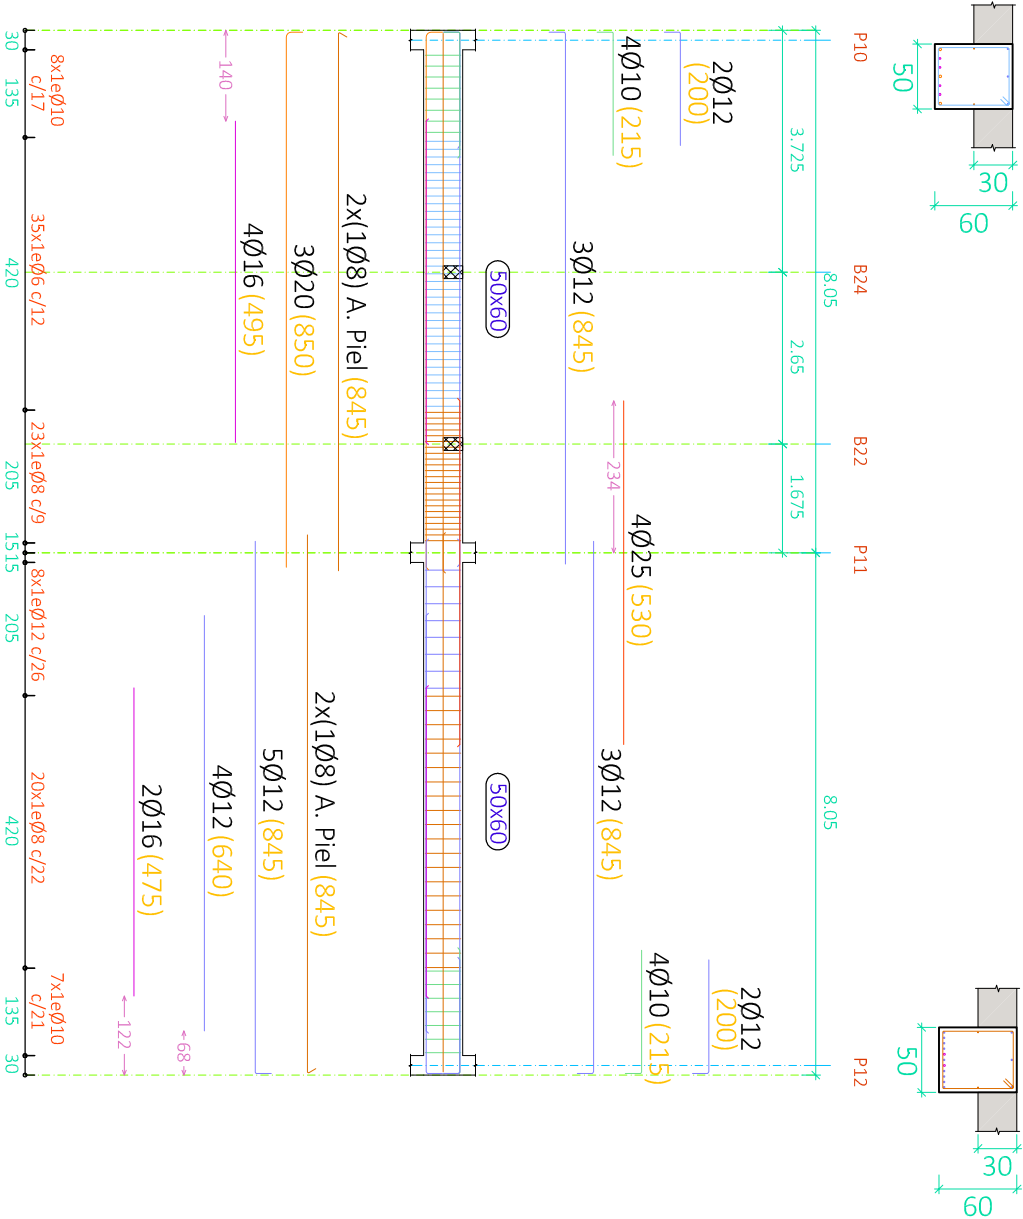 50
30
60
50
30
60
P10
B24
B22
P11
P12
8.05
8.05
3.725
2.65
1.675
2Ø12
(200)
4Ø10 (215)
3Ø12 (845)
234
4Ø25 (530)
3Ø12 (845)
2Ø12
(200)
4Ø10 (215)
50x60
50x60
2x(1Ø8) A. Piel (845)
3Ø20 (850)
140
4Ø16 (495)
2x(1Ø8) A. Piel (845)
5Ø12 (845)
4Ø12 (640)
68
2Ø16 (475)
122
8x1eØ10
c/17
35x1eØ6 c/12
23x1eØ8 c/9
8x1eØ12 c/26
20x1eØ8 c/22
7x1eØ10
c/21
30
135
420
205
15
15
205
420
135
30